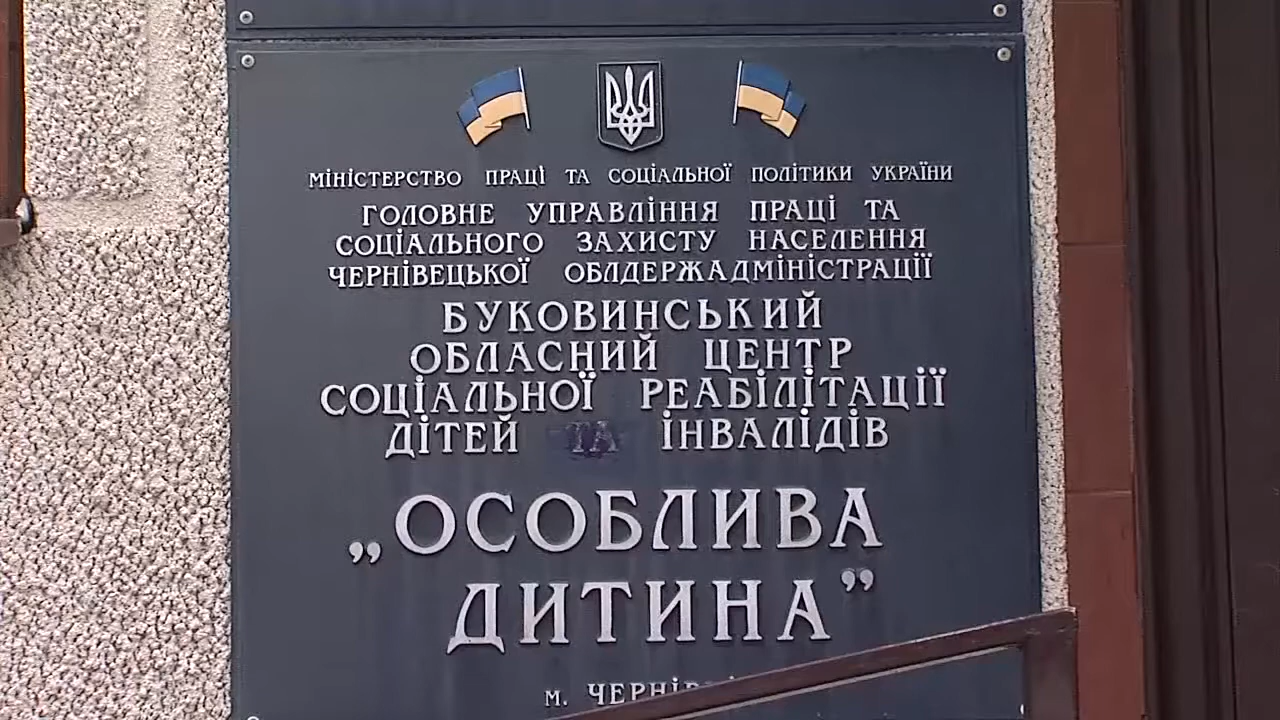 МІНІСТЕРСТВО ПРАЦІ ТА СОЦІАЛЬНОЇ ПОЛІТИКИ УКРАЇНИ
ГОЛОВНЕ УПРАВЛІННЯ ПРАЦІ ТА
СОЦІАЛЬНОГО ЗАХИСТУ НАСЕЛЕННЯ
ЧЕРНІВЕЦЬКОЇ ОБЛДЕРЖАДМІНІСТРАЦІЇ
БУКОВИНСЬКИЙ
ОБЛАСНИЙ ЦЕНТР
СОЦІАЛЬНОЇ РЕАБІЛІТАЦІЇ
ДІТЕЙ ТА ІНВАЛІДІВ
„ОСОБЛИВА
ДИТИНА”
м.